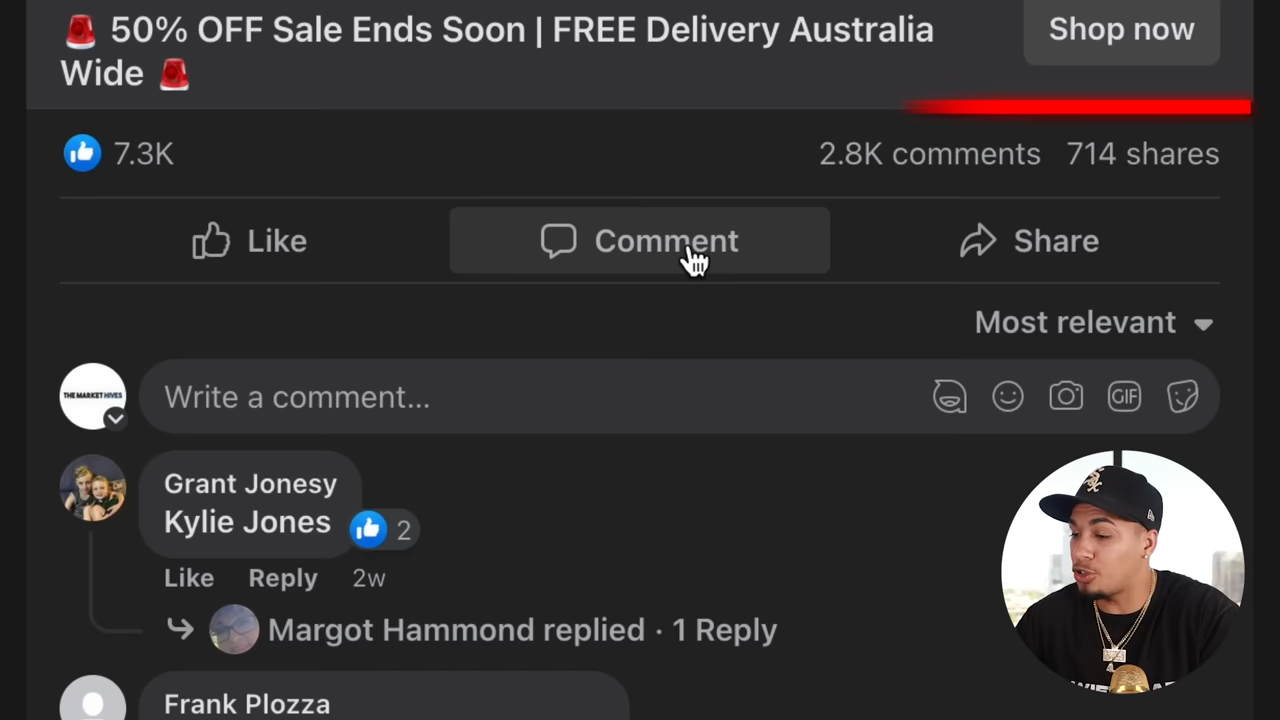 🚨 50% OFF Sale Ends Soon | FREE Delivery Australia
Wide 🚨
Shop now
7.3K
2.8K comments 714 shares
Like
Comment
Share
Most relevant
THE MARKET HIVES
Write a comment...
GIF
Grant Jonesy
Kylie Jones
2
Like Reply 2w
Margot Hammond replied · 1 Reply
Frank Plozza